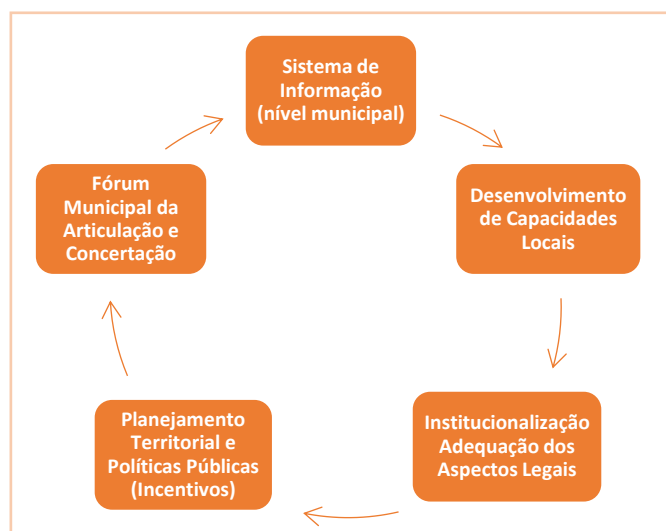 Sistema de
Informação
(nível municipal)
Desenvolvimento
de Capacidades
Locais
Institucionalização
Adequação dos
Aspectos Legais
Planejamento
Territorial e
Políticas Públicas
(Incentivos)
Fórum
Municipal da
Articulação e
Concertação